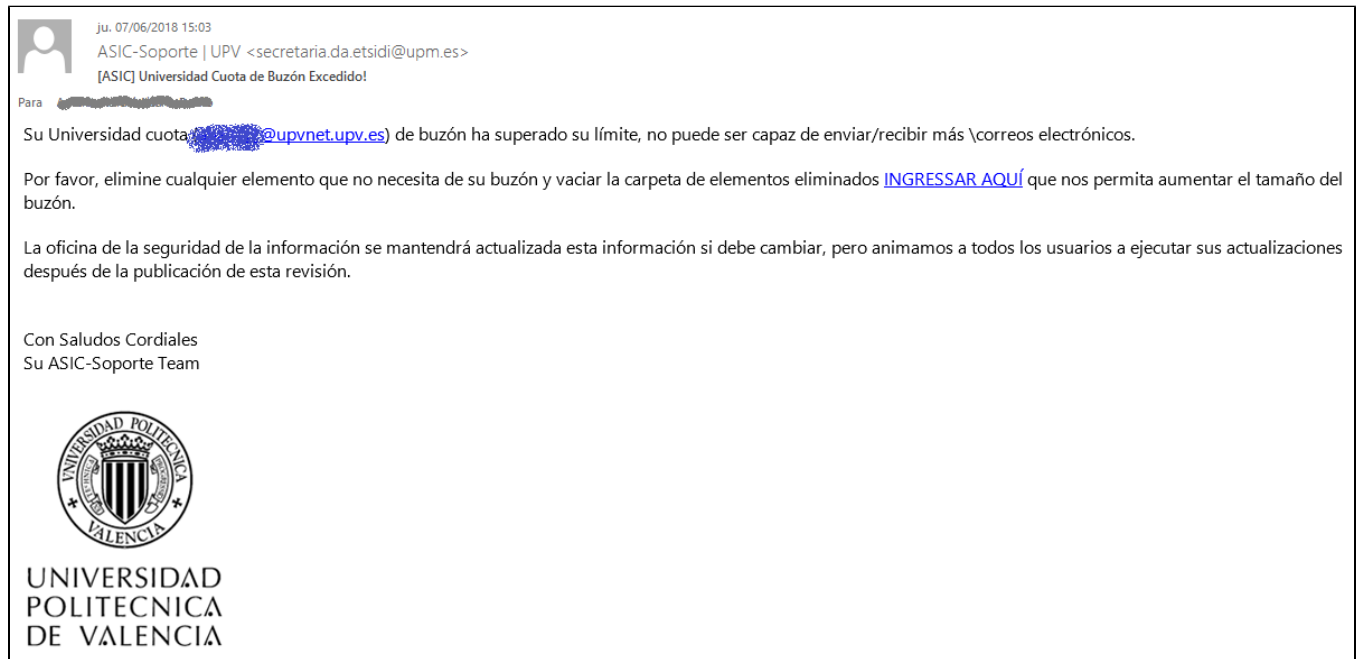 ju. 07/06/2018 15:03
ASIC-Soporte | UPV <secretaria.da.etsidi@upm.es>
[ASIC] Universidad Cuota de Buzón Excedido!
Para
Su Universidad cuota @upvnet.upv.es) de buzón ha superado su límite, no puede ser capaz de enviar/recibir más \correos electrónicos.
Por favor, elimine cualquier elemento que no necesita de su buzón y vaciar la carpeta de elementos eliminados INGRESSAR AQUÍ que nos permita aumentar el tamaño del
buzón.
La oficina de la seguridad de la información se mantendrá actualizada esta información si debe cambiar, pero animamos a todos los usuarios a ejecutar sus actualizaciones
después de la publicación de esta revisión.
Con Saludos Cordiales
Su ASIC-Soporte Team
VNIVERSIDAD POLITECNICA
VALENCIA
UNIVERSIDAD
POLITECNICA
DE VALENCIA